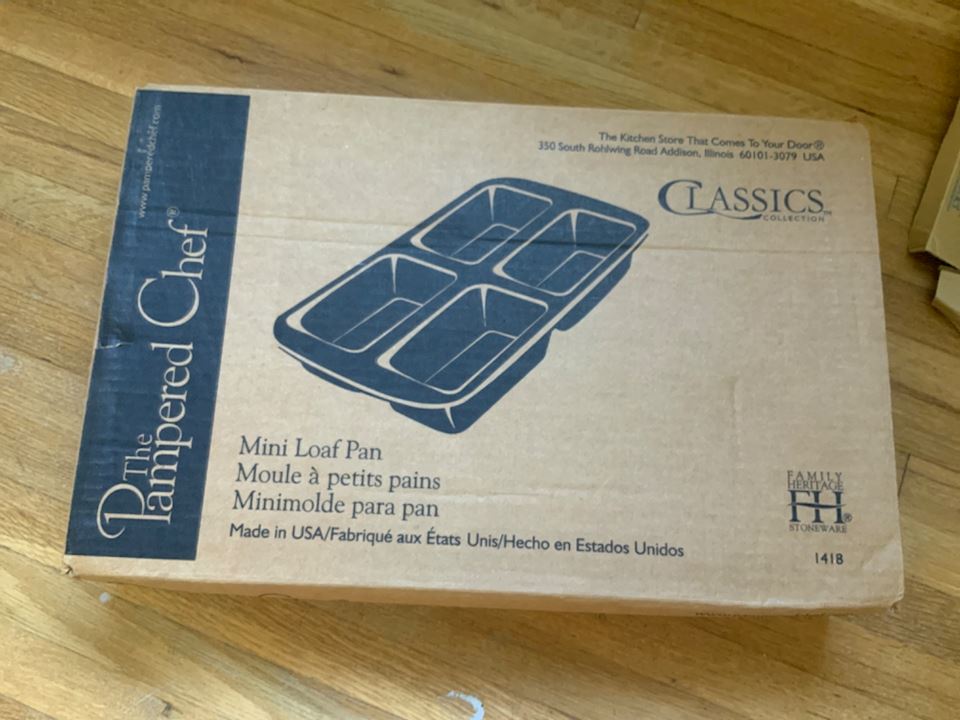 www.pamperedchef.com
The
Pampered Chef®
The Kitchen Store That Comes To Your Door®
350 South Rohlwing Road Addison, Illinois 60101-3079 USA
CLASSICS™
COLLECTION
Mini Loaf Pan
Moule à petits pains
Minimolde para pan
Made in USA/Fabriqué aux États Unis/Hecho en Estados Unidos
FAMILY
HERITAGE
FH®
STONEWARE
1418